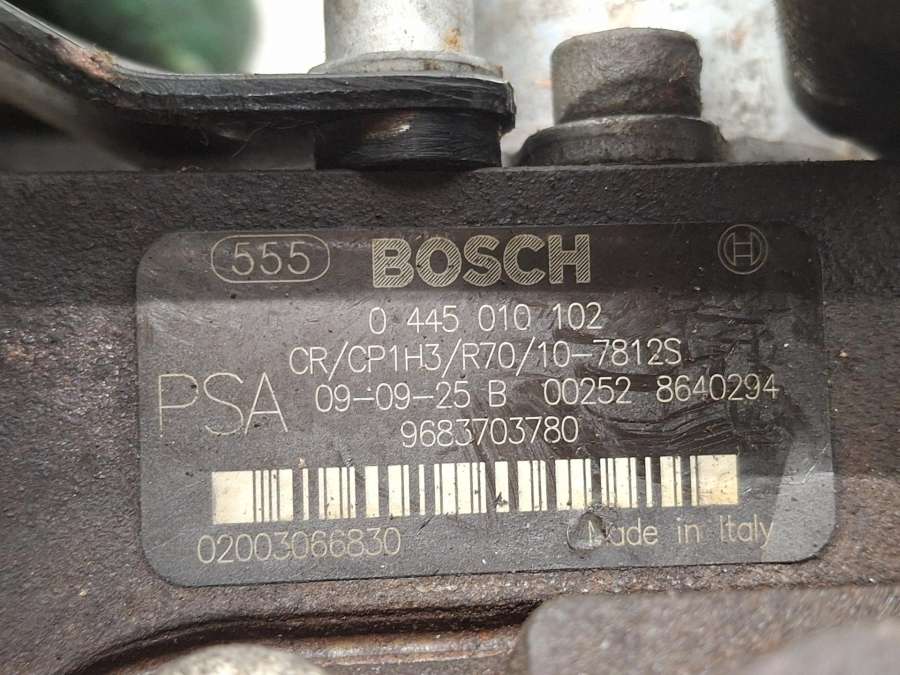 555 BOSCH H
0 445 010 102
CR/CP1H3/R70/10-7812S
PSA 09-09-25 B 00252 8640294
9683703780
02003066830 Made in Italy